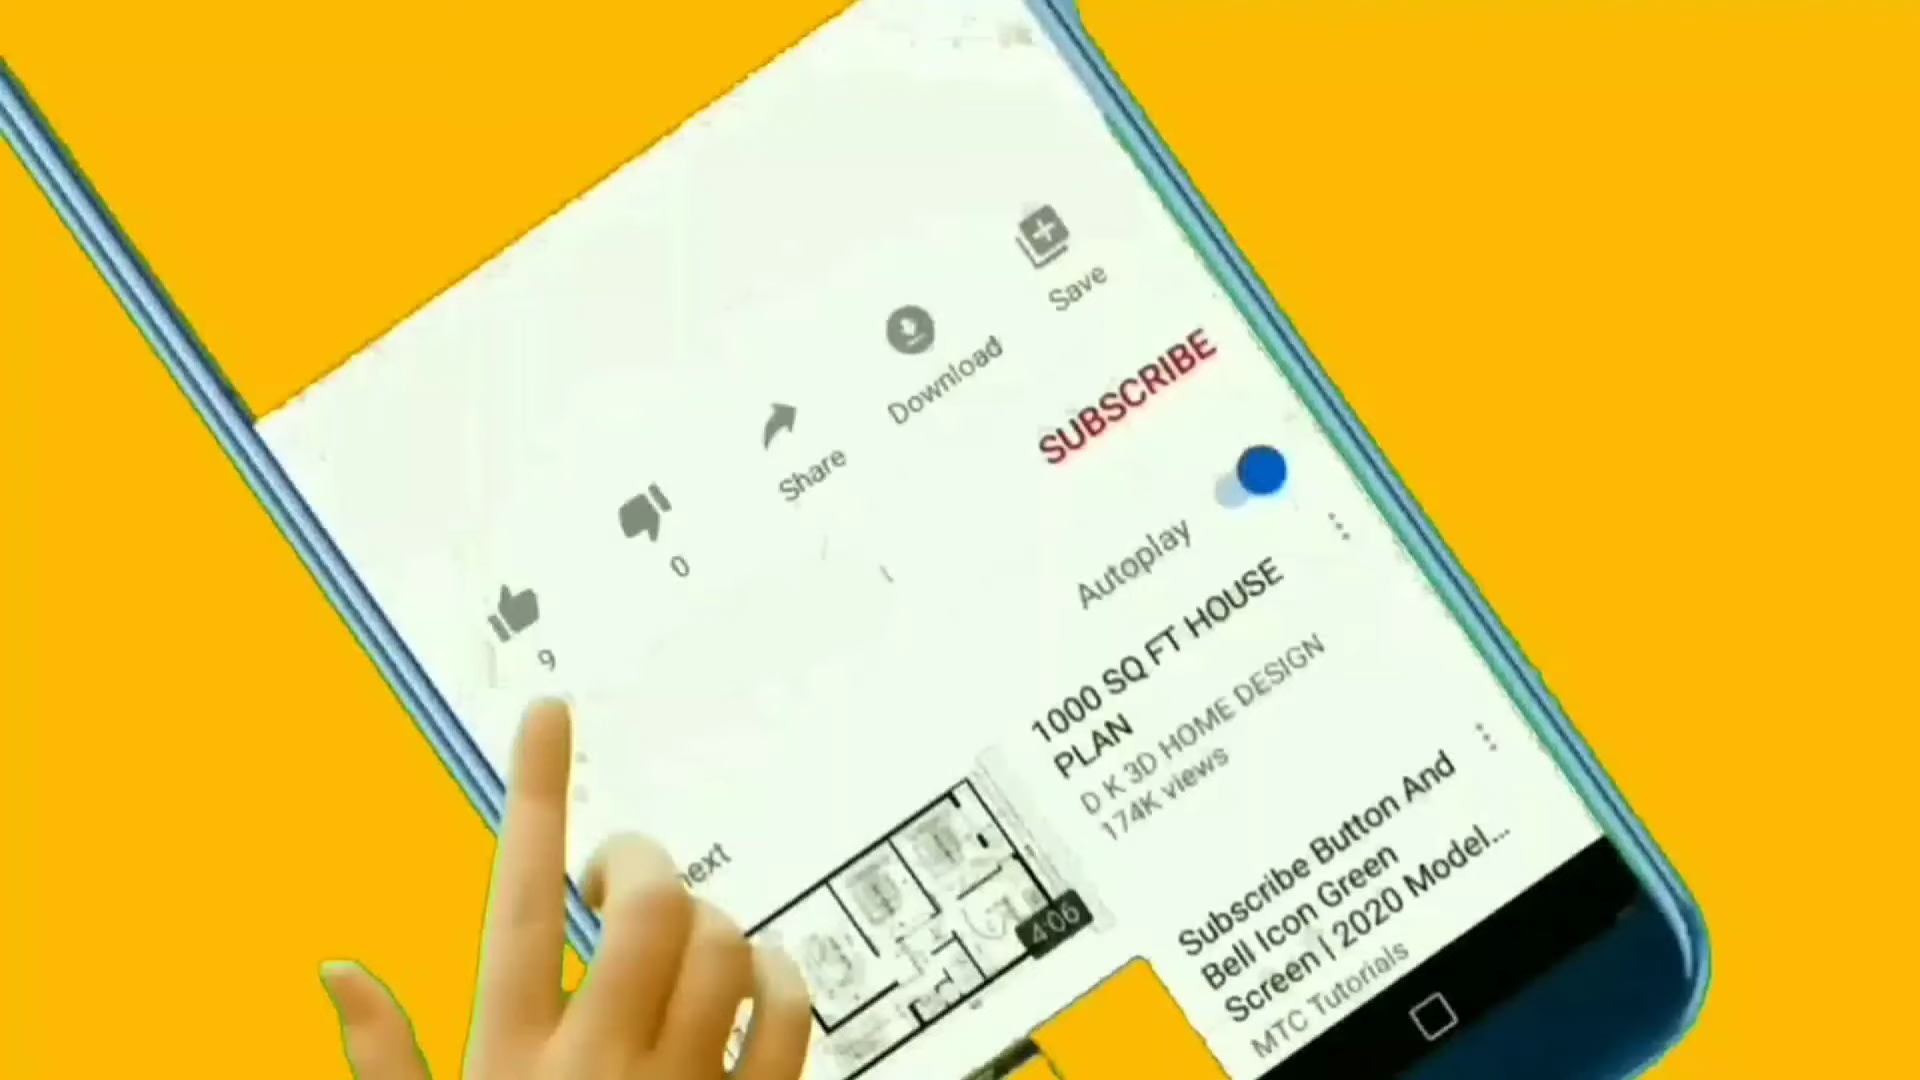 Save
Download
Share
0
9
SUBSCRIBE
Autoplay
next
1000 SQ FT HOUSE
PLAN
D K 3D HOME DESIGN
174K views
4:06
Subscribe Button And
Bell Icon Green
Screen | 2020 Model...
MTC Tutorials